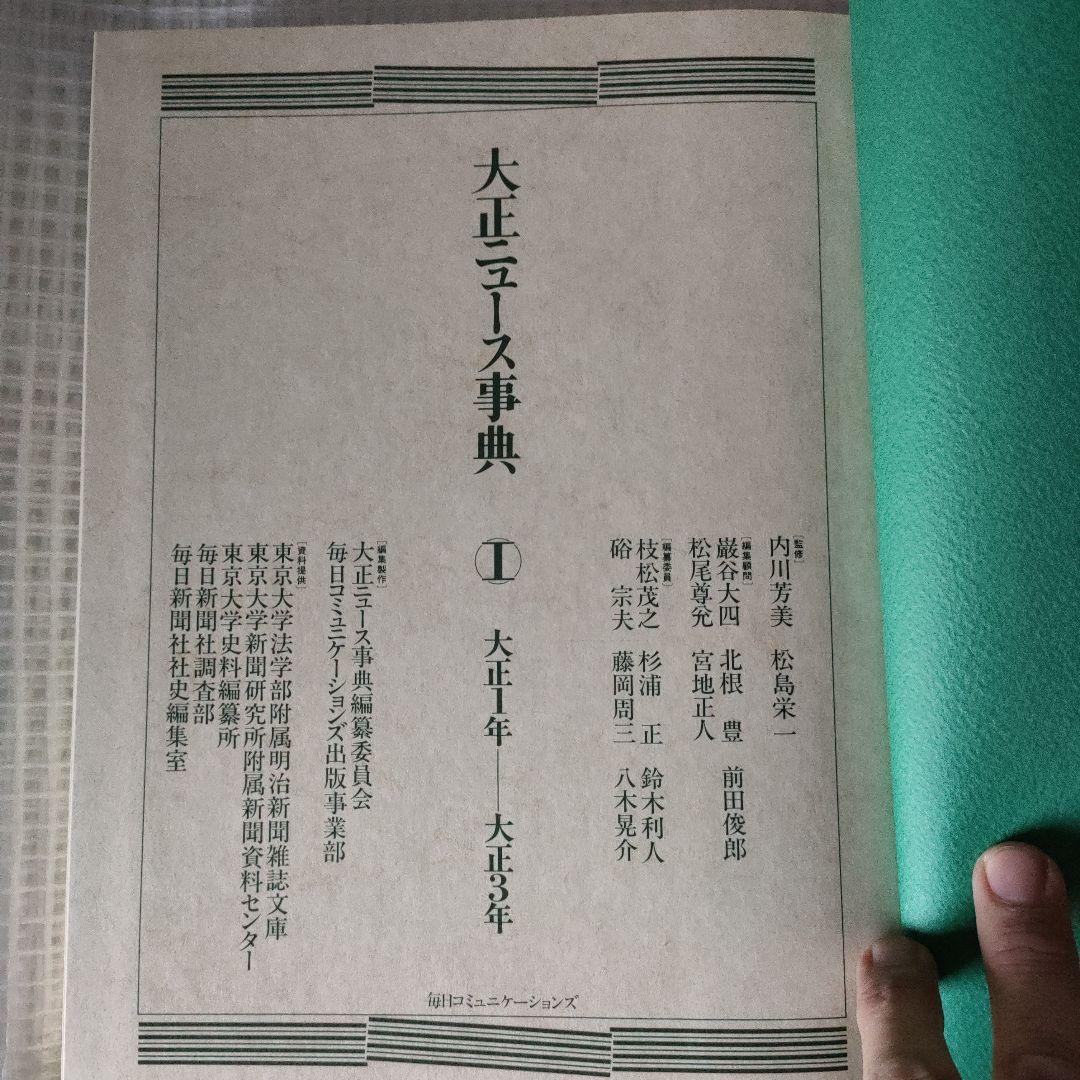 [監修]
内川芳美 松島栄一
[編集顧問]
巌谷大四 北根 豊 前田俊郎
松尾尊兊 宮地正人
[編纂委員]
枝松茂之 杉浦 正 鈴木利人
硲 宗夫 藤岡周三 八木晃介
大正ニュース事典 Ⅰ 大正1年―大正3年
[編集製作]
大正ニュース事典編纂委員会
毎日コミュニケーションズ出版事業部
[資料提供]
東京大学法学部附属明治新聞雑誌文庫
東京大学新聞研究所附属新聞資料センター
東京大学史料編纂所
毎日新聞社調査部
毎日新聞社社史編集室
毎日コミュニケーションズ